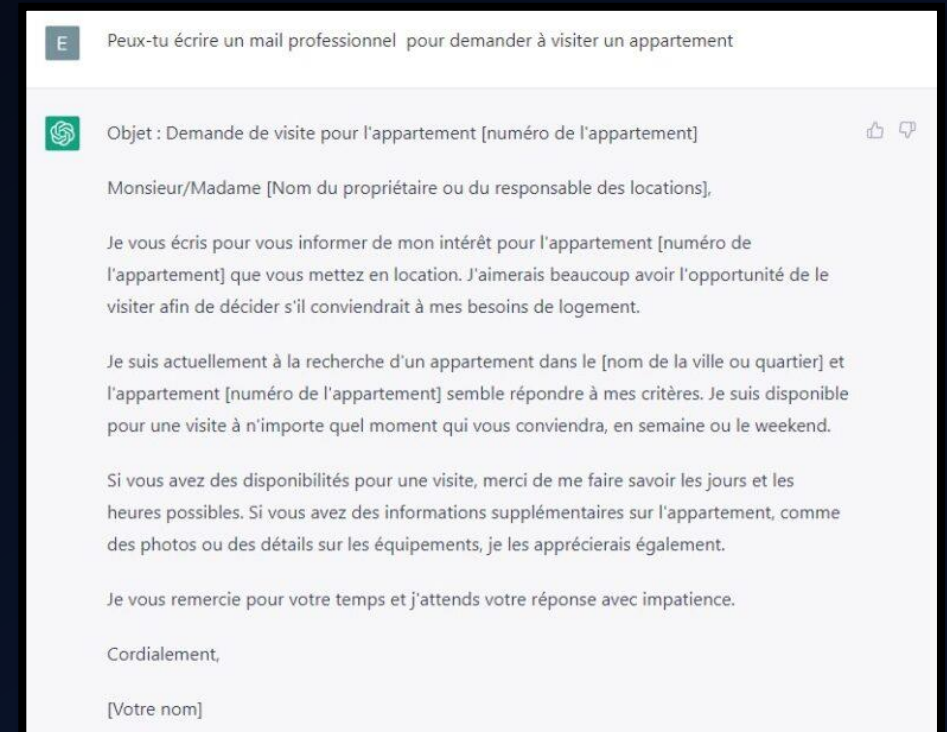 E
Peux-tu écrire un mail professionnel pour demander à visiter un appartement
Objet : Demande de visite pour l'appartement [numéro de l'appartement]
Monsieur/Madame [Nom du propriétaire ou du responsable des locations],
Je vous écris pour vous informer de mon intérêt pour l'appartement [numéro de
l'appartement] que vous mettez en location. J'aimerais beaucoup avoir l'opportunité de le
visiter afin de décider s'il conviendrait à mes besoins de logement.
Je suis actuellement à la recherche d'un appartement dans le [nom de la ville ou quartier] et
l'appartement [numéro de l'appartement] semble répondre à mes critères. Je suis disponible
pour une visite à n'importe quel moment qui vous conviendra, en semaine ou le weekend.
Si vous avez des disponibilités pour une visite, merci de me faire savoir les jours et les
heures possibles. Si vous avez des informations supplémentaires sur l'appartement, comme
des photos ou des détails sur les équipements, je les apprécierais également.
Je vous remercie pour votre temps et j'attends votre réponse avec impatience.
Cordialement,
[Votre nom]